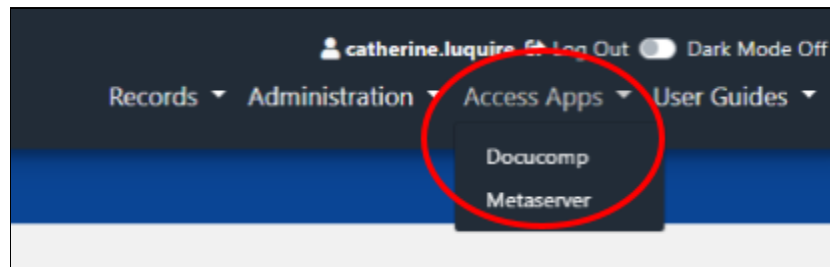 catherine.luquire Log Out Dark Mode Off
Records Administration Access Apps User Guides
Docucomp
Metaserver